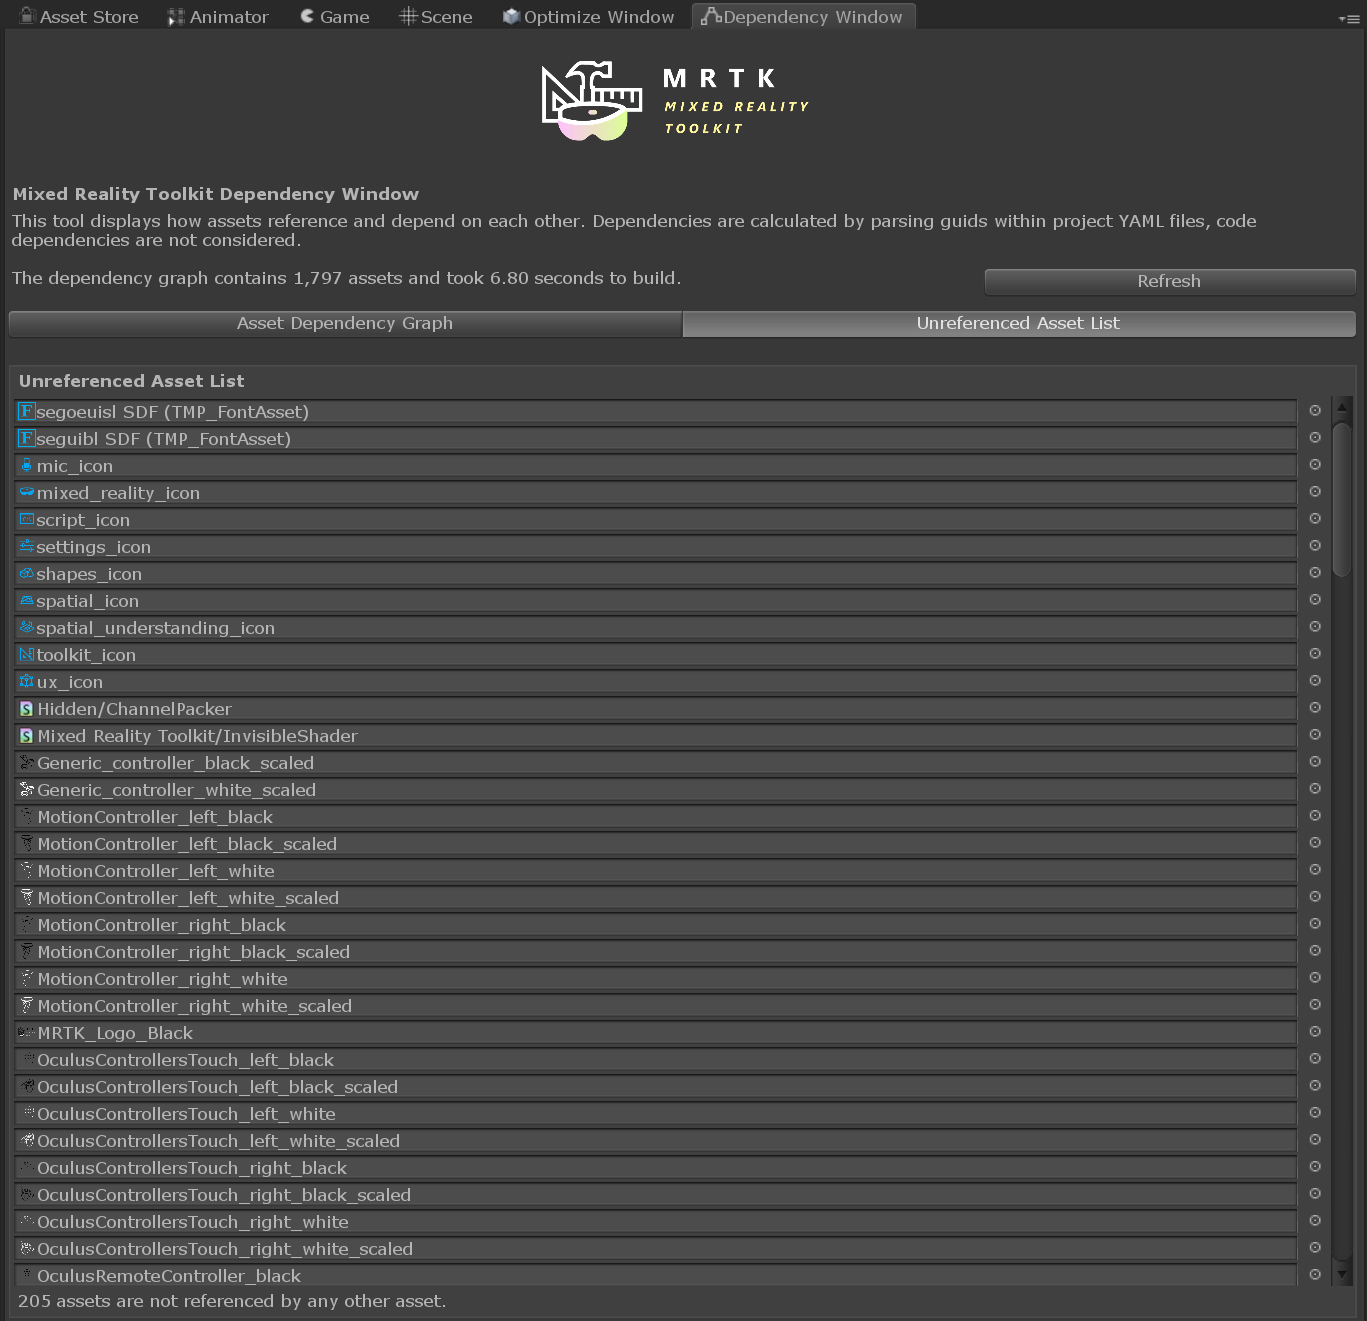 Asset Store Animator Game Scene Optimize Window Dependency Window
MRTK
MIXED REALITY
TOOLKIT
Mixed Reality Toolkit Dependency Window
This tool displays how assets reference and depend on each other. Dependencies are calculated by parsing guids within project YAML files, code
dependencies are not considered.
The dependency graph contains 1,797 assets and took 6.80 seconds to build.
Refresh
Asset Dependency Graph Unreferenced Asset List
Unreferenced Asset List
segoeuisl SDF (TMP_FontAsset)
seguibl SDF (TMP_FontAsset)
mic_icon
mixed_reality_icon
script_icon
settings_icon
shapes_icon
spatial_icon
spatial_understanding_icon
toolkit_icon
ux_icon
Hidden/ChannelPacker
Mixed Reality Toolkit/InvisibleShader
Generic_controller_black_scaled
Generic_controller_white_scaled
MotionController_left_black
MotionController_left_black_scaled
MotionController_left_white
MotionController_left_white_scaled
MotionController_right_black
MotionController_right_black_scaled
MotionController_right_white
MotionController_right_white_scaled
MRTK_Logo_Black
OculusControllersTouch_left_black
OculusControllersTouch_left_black_scaled
OculusControllersTouch_left_white
OculusControllersTouch_left_white_scaled
OculusControllersTouch_right_black
OculusControllersTouch_right_black_scaled
OculusControllersTouch_right_white
OculusControllersTouch_right_white_scaled
OculusRemoteController_black
205 assets are not referenced by any other asset.